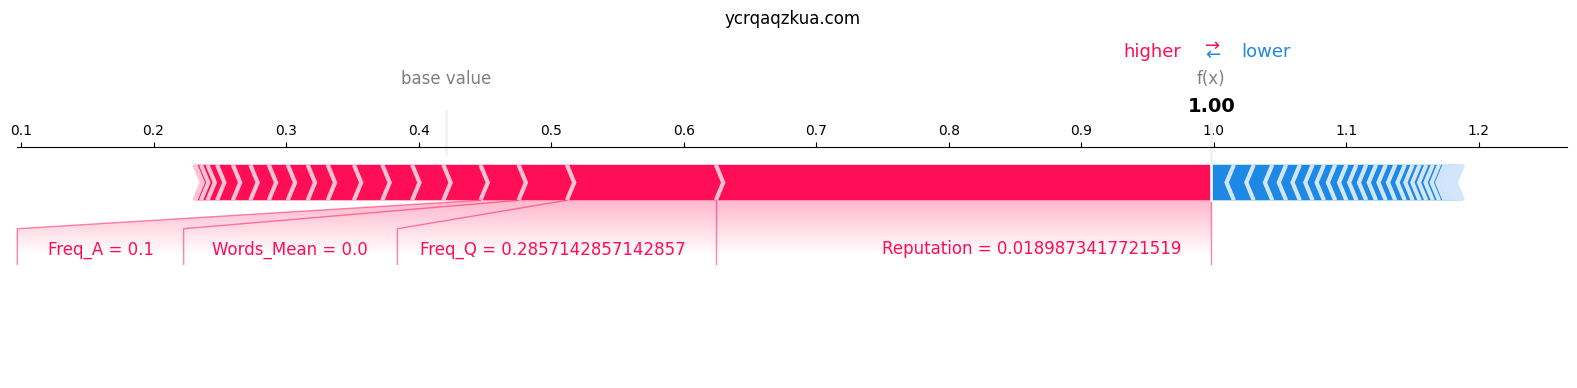 ycrqaqzkua.com
higher → ← lower
base value f(x)
1.00
0.1 0.2 0.3 0.4 0.5 0.6 0.7 0.8 0.9 1.0 1.1 1.2
Freq_A = 0.1 Words_Mean = 0.0 Freq_Q = 0.2857142857142857 Reputation = 0.0189873417721519